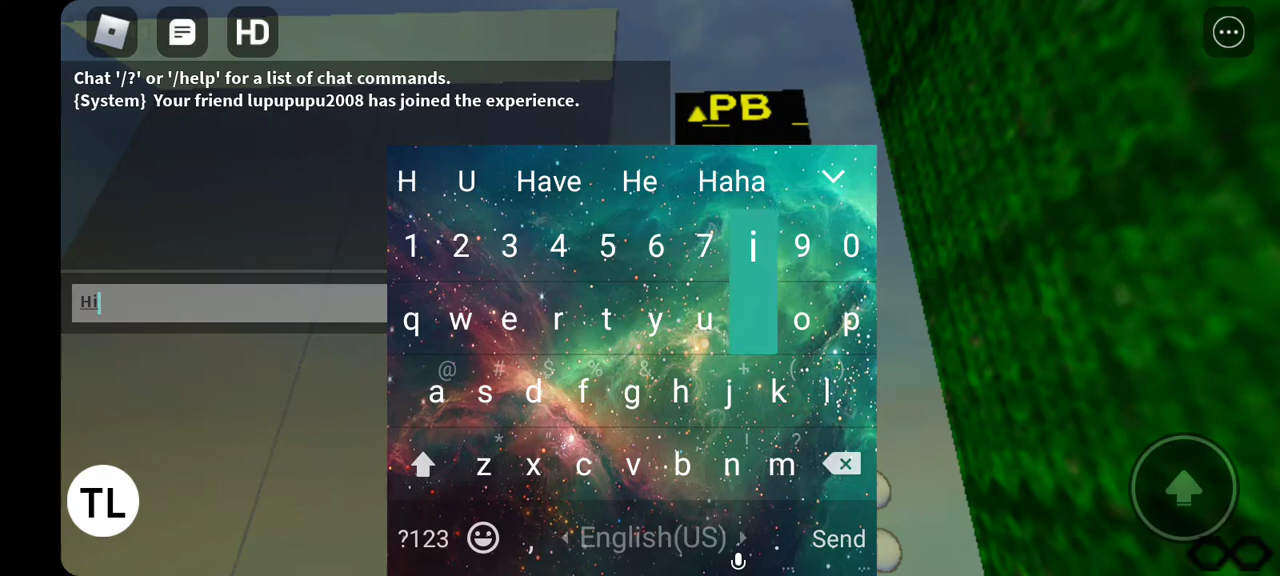 HD
Chat '/?' or '/help' for a list of chat commands.
{System} Your friend lupupupu2008 has joined the experience.
▲PB
Hi
H U Have He Haha
1 2 3 4 5 6 7 i 9 0
q w e r t y u o p
@ # $ % & + ( )
a s d f g h j k l
* " ' : ; ! ?
z x c v b n m
TL
?123 , English(US) Send